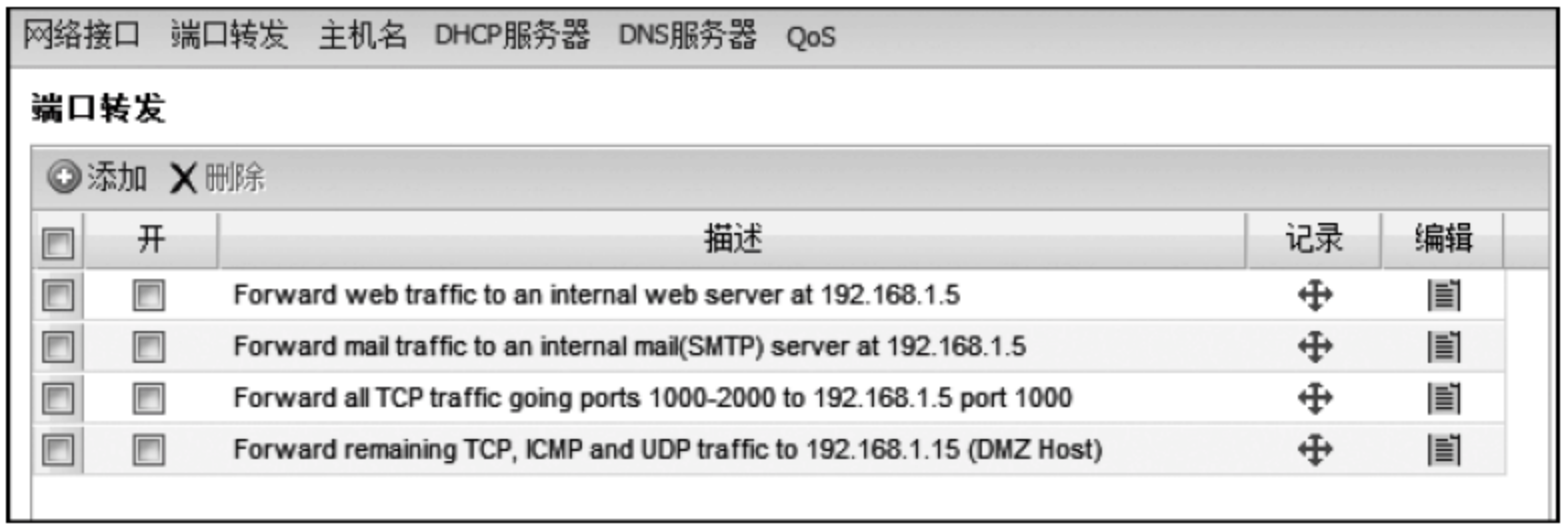 网络接口 端口转发 主机名 DHCP服务器 DNS服务器 QoS
端口转发
添加 删除
开 描述 记录 编辑
Forward web traffic to an internal web server at 192.168.1.5
Forward mail traffic to an internal mail(SMTP) server at 192.168.1.5
Forward all TCP traffic going ports 1000-2000 to 192.168.1.5 port 1000
Forward remaining TCP, ICMP and UDP traffic to 192.168.1.15 (DMZ Host)